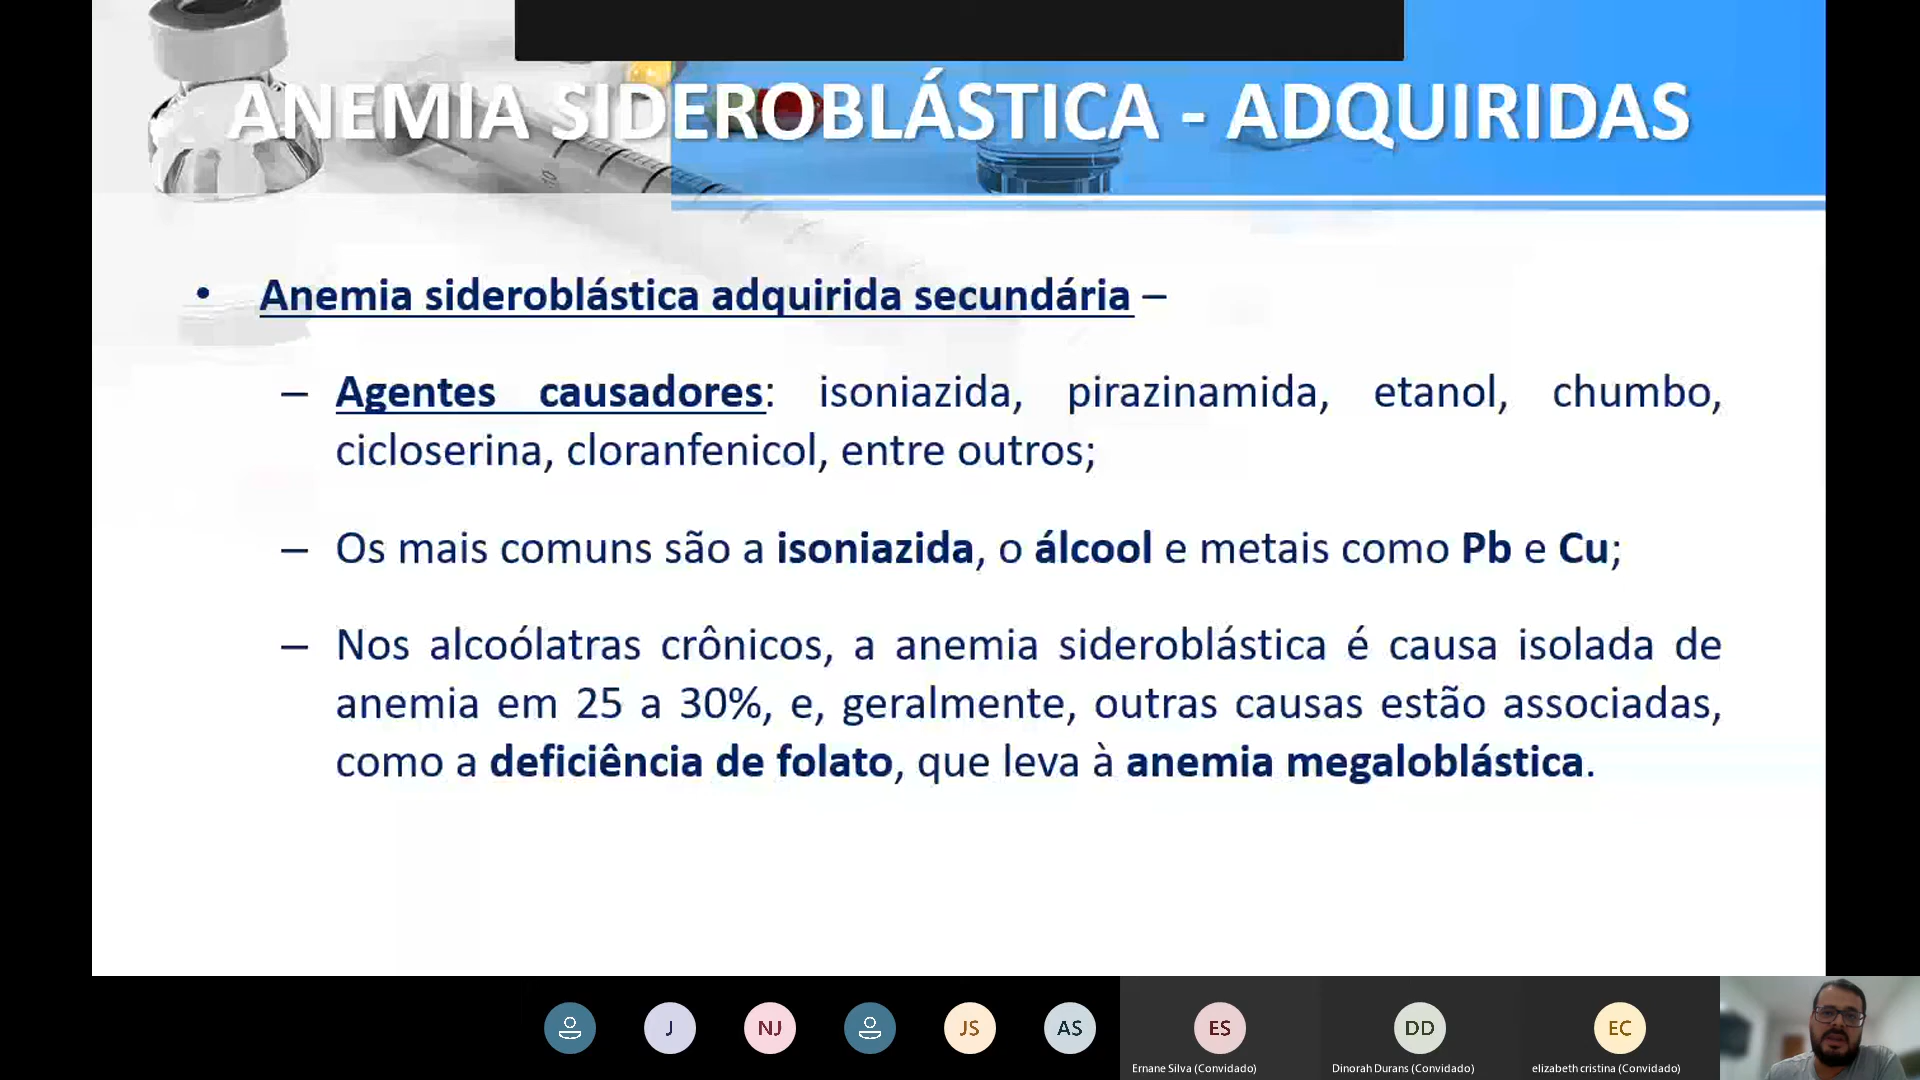 ANEMIA SIDEROBLÁSTICA - ADQUIRIDAS
• Anemia sideroblástica adquirida secundária –
– Agentes causadores: isoniazida, pirazinamida, etanol, chumbo,
cicloserina, cloranfenicol, entre outros;
– Os mais comuns são a isoniazida, o álcool e metais como Pb e Cu;
– Nos alcoólatras crônicos, a anemia sideroblástica é causa isolada de
anemia em 25 a 30%, e, geralmente, outras causas estão associadas,
como a deficiência de folato, que leva à anemia megaloblástica.
J NJ JS AS ES DD EC
Ernane Silva (Convidado) Dinorah Durans (Convidado) elizabeth cristina (Convidado)